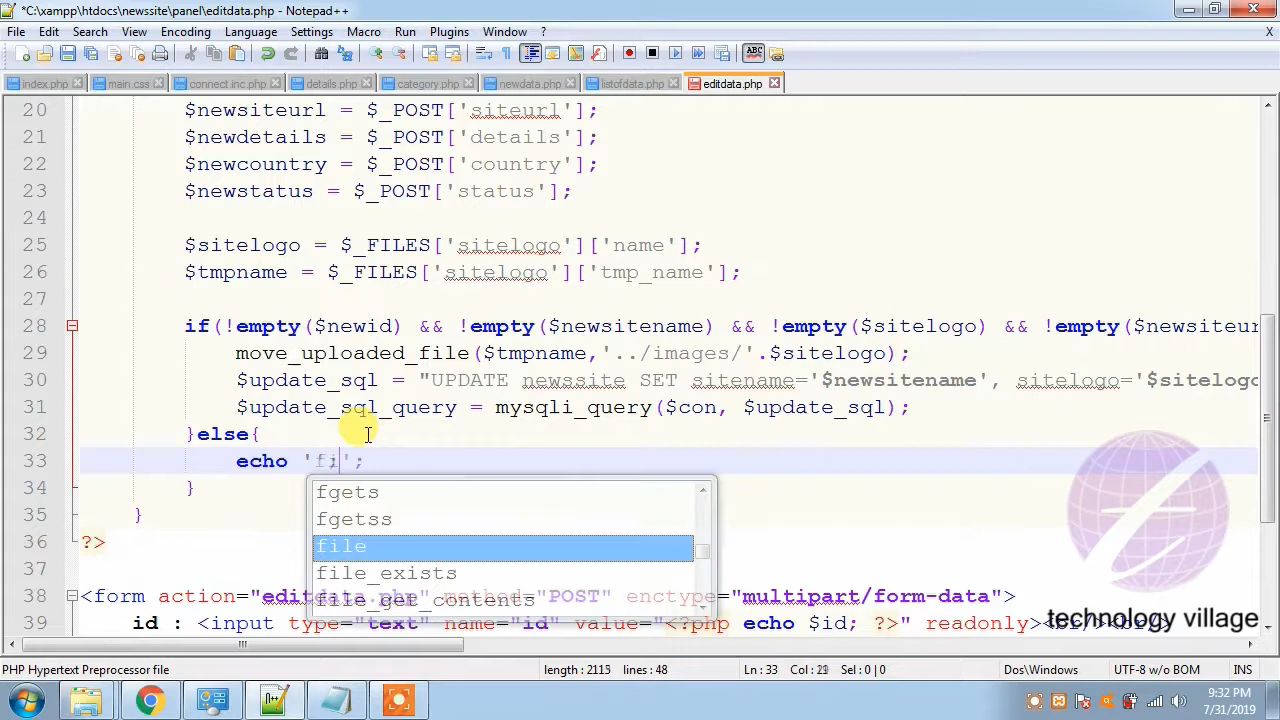 *C:\xampp\htdocs\newssite\panel\editdata.php - Notepad++
File Edit Search View Encoding Language Settings Macro Run Plugins Window ? X
index.php main.css connect.inc.php details.php category.php newdata.php listofdata.php editdata.php
20 $newsiteurl = $_POST['siteurl'];
21 $newdetails = $_POST['details'];
22 $newcountry = $_POST['country'];
23 $newstatus = $_POST['status'];
24
25 $sitelogo = $_FILES['sitelogo']['name'];
26 $tmpname = $_FILES['sitelogo']['tmp_name'];
27
28 if(!empty($newid) && !empty($newsitename) && !empty($sitelogo) && !empty($newsiteur
29 move_uploaded_file($tmpname,'../images/'.$sitelogo);
30 $update_sql = "UPDATE newssite SET sitename='$newsitename', sitelogo='$sitelogo
31 $update_sql_query = mysqli_query($con, $update_sql);
32 }else{
33 echo 'fi';
fgets
34 }
fgetss
35 }
file
36 ?>
file_exists
37
file_get_contents
38 <form action="editdata.php" method="POST" enctype="multipart/form-data">
39 id : <input type="text" name="id" value="<?php echo $id; ?>" readonly><br/><br/>
technology village
PHP Hypertext Preprocessor file length : 2115 lines : 48 Ln : 33 Col : 29 Sel : 0 | 0 Dos\Windows UTF-8 w/o BOM INS
9:32 PM
7/31/2019